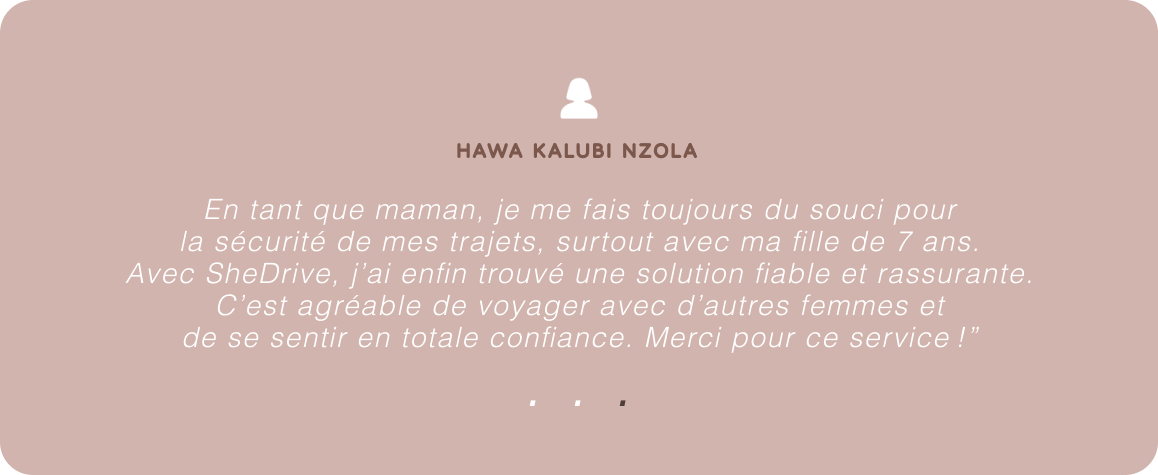 HAWA KALUBI NZOLA
En tant que maman, je me fais toujours du souci pour
la sécurité de mes trajets, surtout avec ma fille de 7 ans.
Avec SheDrive, j’ai enfin trouvé une solution fiable et rassurante.
C’est agréable de voyager avec d’autres femmes et
de se sentir en totale confiance. Merci pour ce service !”
. . .